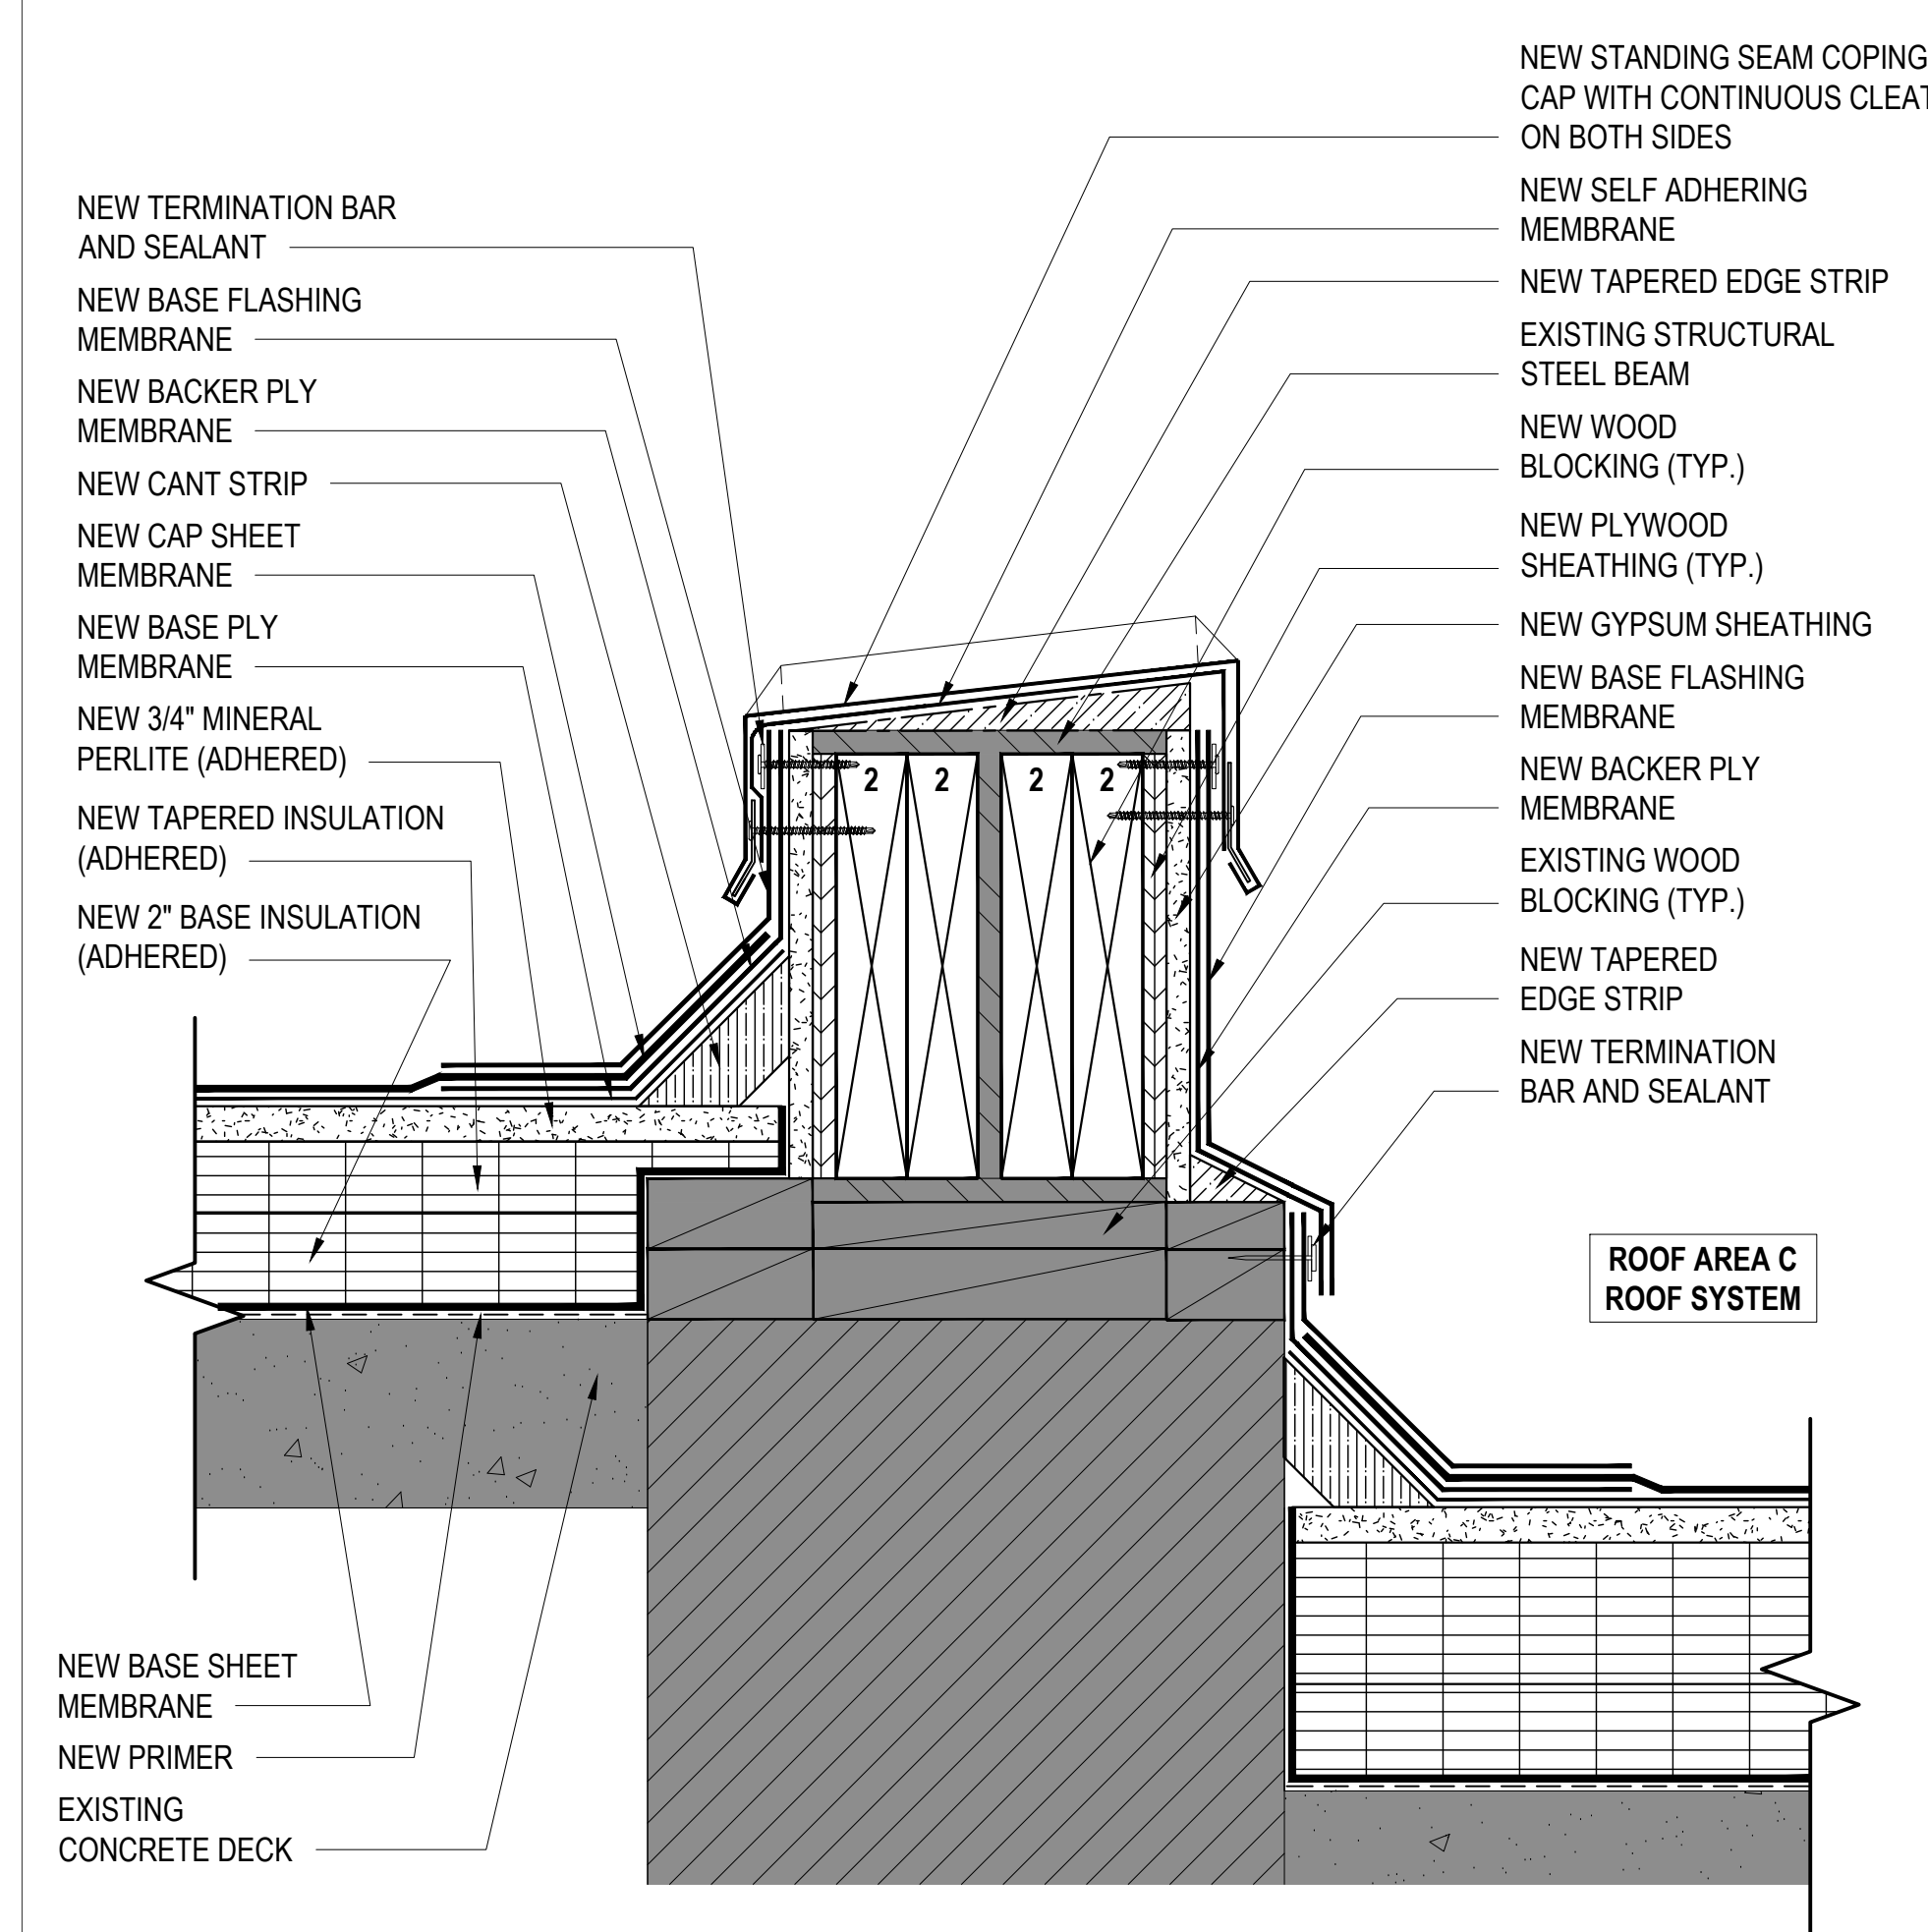 NEW TERMINATION BAR
AND SEALANT
NEW BASE FLASHING
MEMBRANE
NEW BACKER PLY
MEMBRANE
NEW CANT STRIP
NEW CAP SHEET
MEMBRANE
NEW BASE PLY
MEMBRANE
NEW 3/4" MINERAL
PERLITE (ADHERED)
NEW TAPERED INSULATION
(ADHERED)
NEW 2" BASE INSULATION
(ADHERED)
NEW BASE SHEET
MEMBRANE
NEW PRIMER
EXISTING
CONCRETE DECK
2 2 2 2
NEW STANDING SEAM COPING
CAP WITH CONTINUOUS CLEAT
ON BOTH SIDES
NEW SELF ADHERING
MEMBRANE
NEW TAPERED EDGE STRIP
EXISTING STRUCTURAL
STEEL BEAM
NEW WOOD
BLOCKING (TYP.)
NEW PLYWOOD
SHEATHING (TYP.)
NEW GYPSUM SHEATHING
NEW BASE FLASHING
MEMBRANE
NEW BACKER PLY
MEMBRANE
EXISTING WOOD
BLOCKING (TYP.)
NEW TAPERED
EDGE STRIP
NEW TERMINATION
BAR AND SEALANT
ROOF AREA C
ROOF SYSTEM